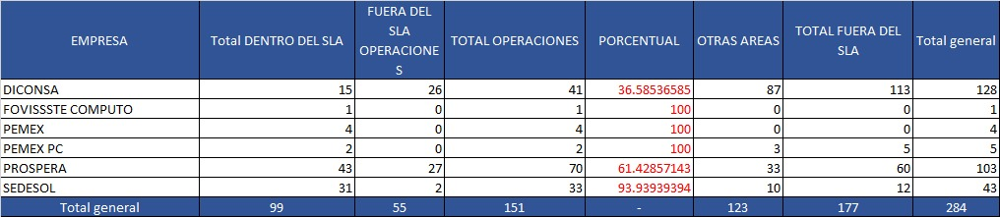 EMPRESA Total DENTRO DEL SLA FUERA DEL SLA OPERACIONES TOTAL OPERACIONES PORCENTUAL OTRAS AREAS TOTAL FUERA DEL SLA Total general
DICONSA 15 26 41 36.58536585 87 113 128
FOVISSSTE COMPUTO 1 0 1 100 0 0 1
PEMEX 4 0 4 100 0 0 4
PEMEX PC 2 0 2 100 3 5 5
PROSPERA 43 27 70 61.42857143 33 60 103
SEDESOL 31 2 33 93.93939394 10 12 43
Total general 99 55 151 - 123 177 284